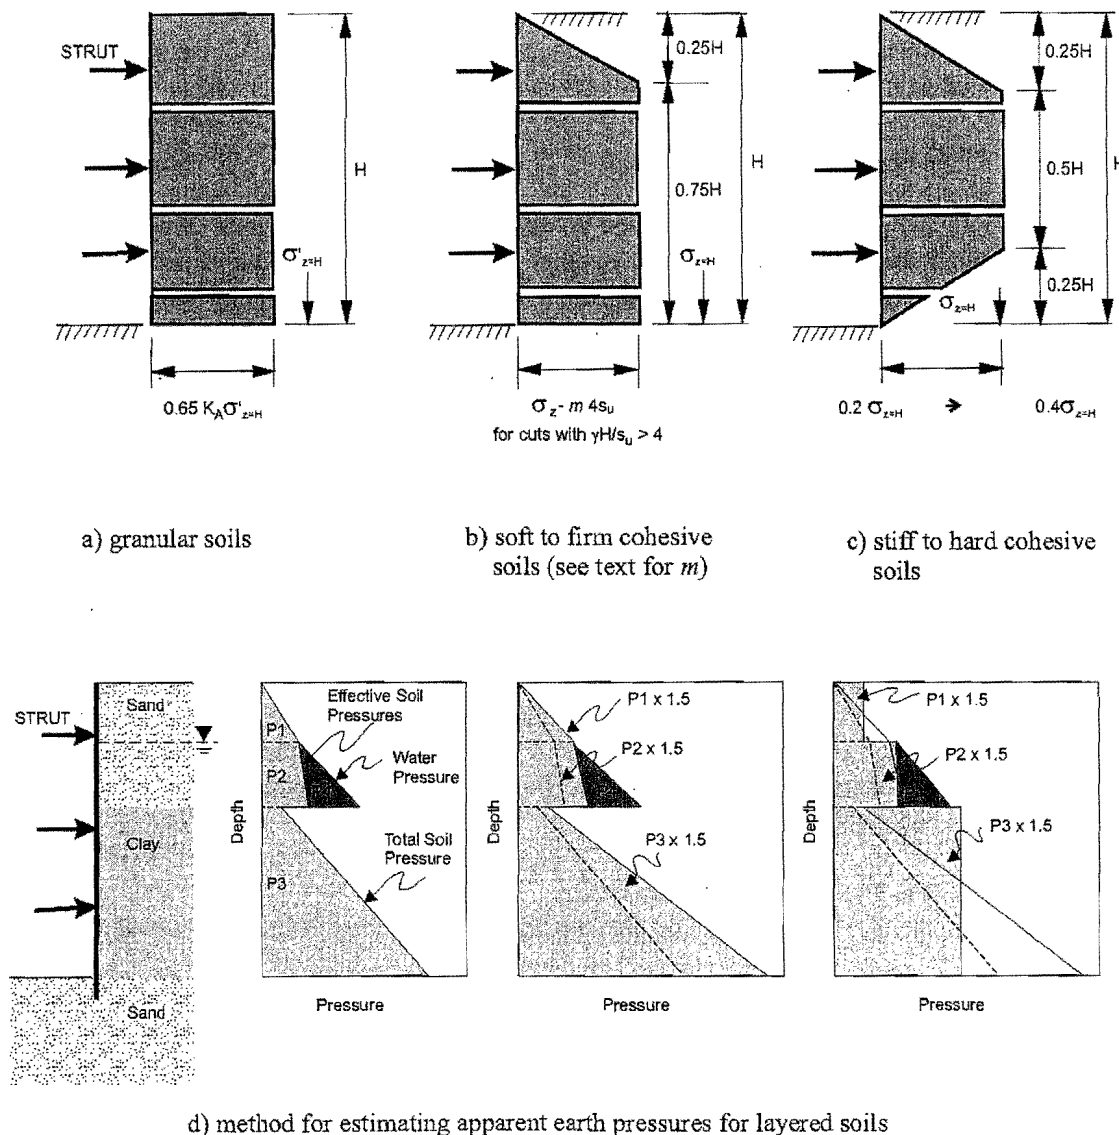 STRUT
H
σ'z=H
0.65 KAσ'z=H
a) granular soils
0.25H
0.75H
H
σz=H
σz - m 4su
for cuts with γH/su > 4
b) soft to firm cohesive
soils (see text for m)
0.25H
0.5H
H
0.25H
σz=H
0.2 σz=H → 0.4σz=H
c) stiff to hard cohesive
soils
STRUT
Sand
Clay
Sand
Depth
P1
P2
P3
Effective Soil
Pressures
Water
Pressure
Total Soil
Pressure
Pressure
Depth
P1 x 1.5
P2 x 1.5
P3 x 1.5
Pressure
Depth
P1 x 1.5
P2 x 1.5
P3 x 1.5
Pressure
d) method for estimating apparent earth pressures for layered soils